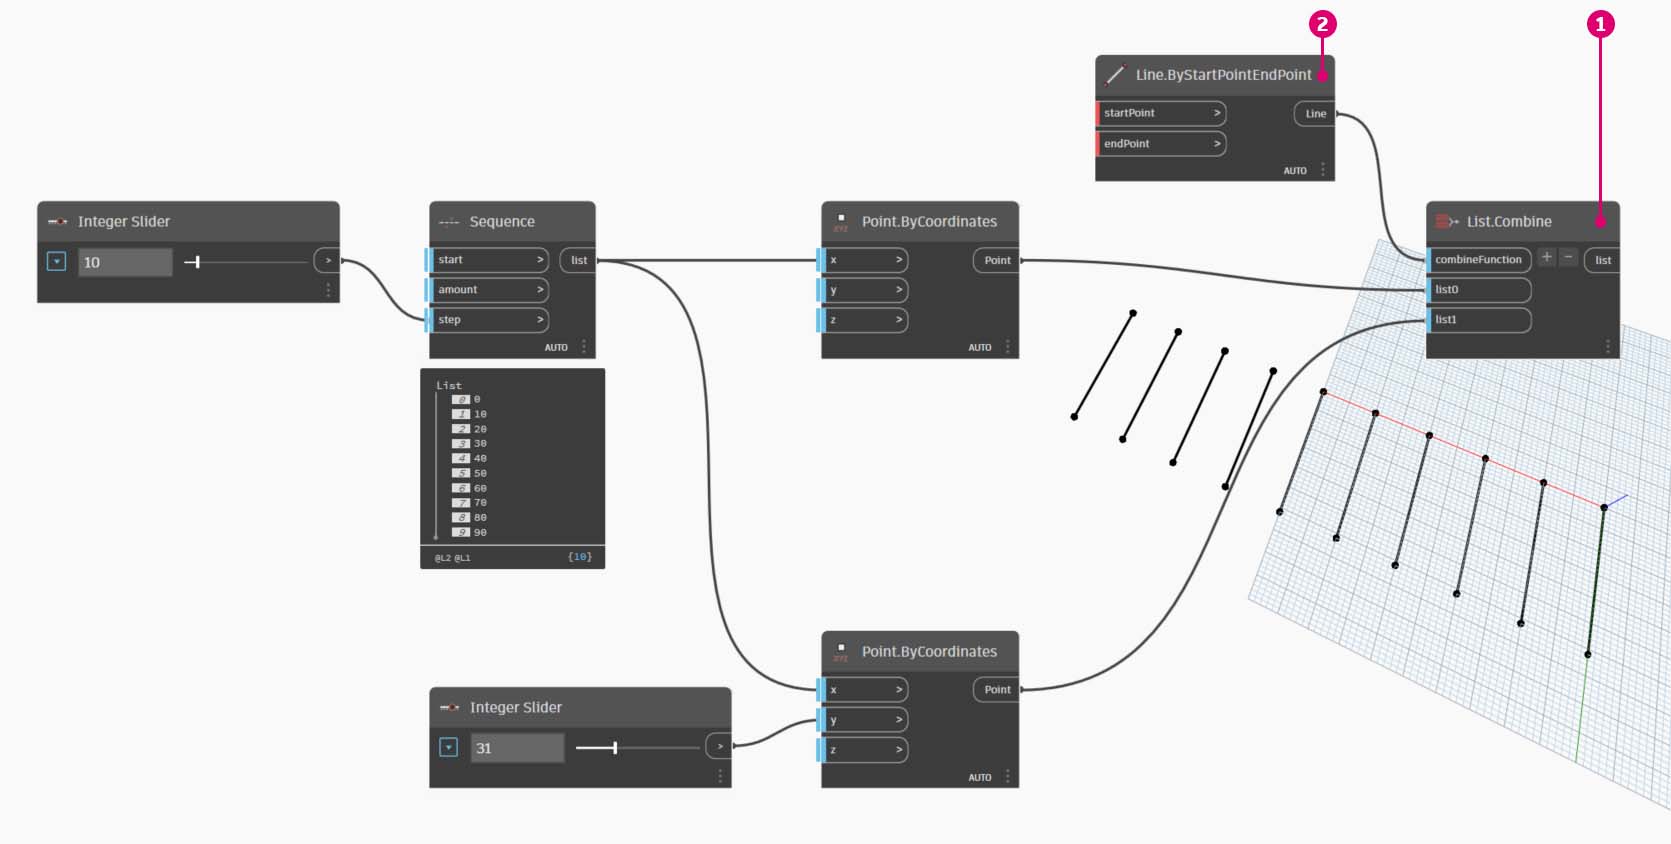 2
1
Line.ByStartPointEndPoint
startPoint >
Line
endPoint >
AUTO
Integer Slider
10
>
Sequence
start >
list
amount >
step >
AUTO
List
0 0
1 10
2 20
3 30
4 40
5 50
6 60
7 70
8 80
9 90
@L2 @L1
{10}
XYZ
Point.ByCoordinates
x >
Point
y >
z >
AUTO
List.Combine
combineFunction
+ -
list
list0
list1
Integer Slider
31
>
XYZ
Point.ByCoordinates
x >
Point
y >
z >
AUTO